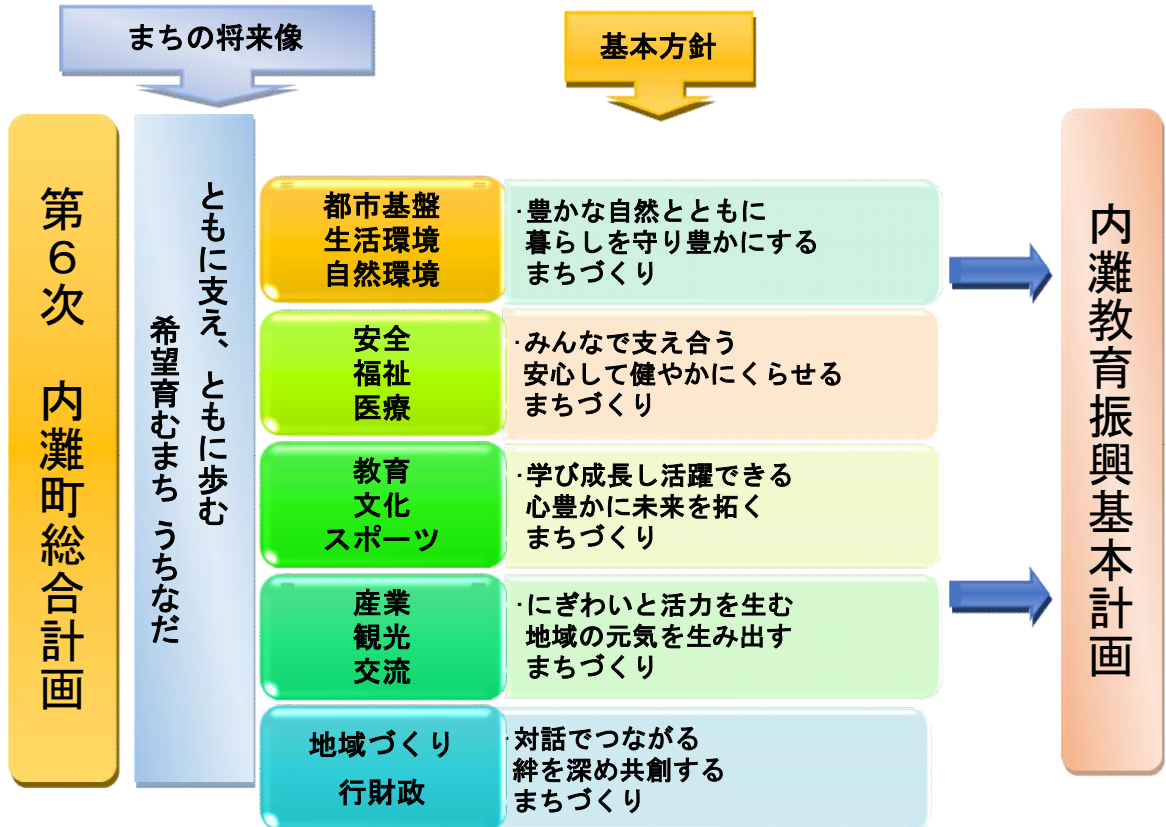 まちの将来像
基本方針
第６次　内灘町総合計画
ともに支え、ともに歩む
希望育むまち うちなだ
都市基盤
生活環境
自然環境
・豊かな自然とともに
暮らしを守り豊かにする
まちづくり
安全
福祉
医療
・みんなで支え合う
安心して健やかにくらせる
まちづくり
教育
文化
スポーツ
・学び成長し活躍できる
心豊かに未来を拓く
まちづくり
産業
観光
交流
・にぎわいと活力を生む
地域の元気を生み出す
まちづくり
地域づくり
行財政
・対話でつながる
絆を深め共創する
まちづくり
内灘教育振興基本計画